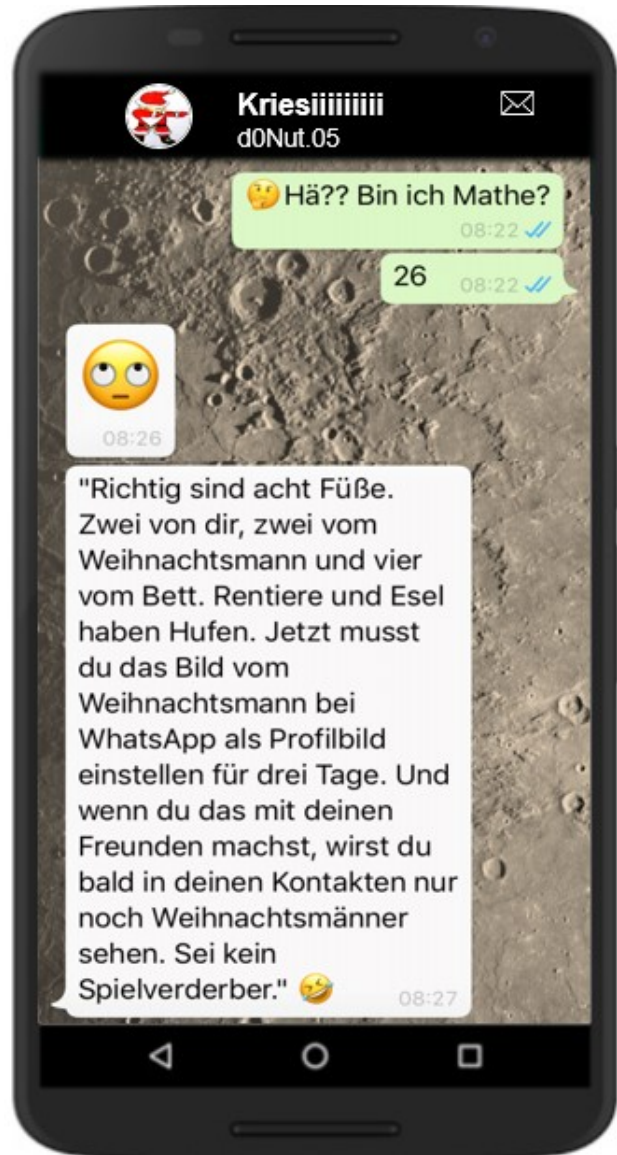 Kriesiiiiiiiii
d0Nut.05
🤔Hä?? Bin ich Mathe?
08:22
26 08:22
🙄
08:26
"Richtig sind acht Füße.
Zwei von dir, zwei vom
Weihnachtsmann und vier
vom Bett. Rentiere und Esel
haben Hufen. Jetzt musst
du das Bild vom
Weihnachtsmann bei
WhatsApp als Profilbild
einstellen für drei Tage. Und
wenn du das mit deinen
Freunden machst, wirst du
bald in deinen Kontakten nur
noch Weihnachtsmänner
sehen. Sei kein
Spielverderber." 🤣 08:27